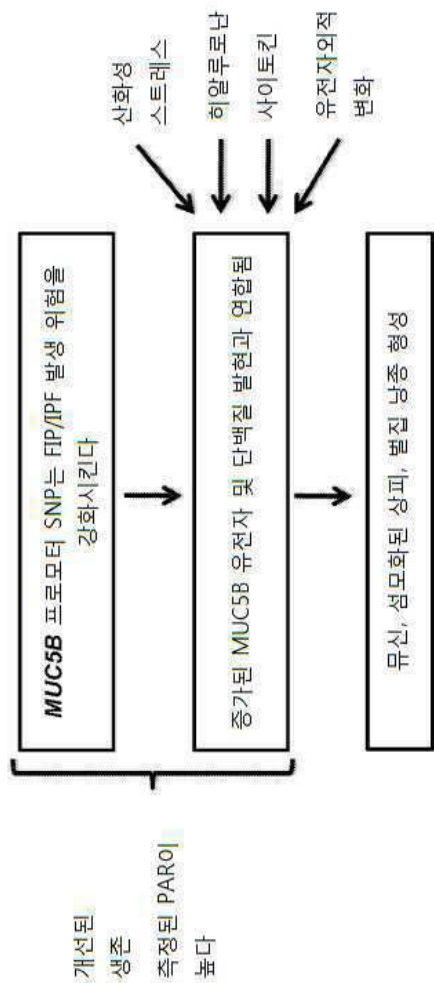 개선된
생존
측정된 PAR이
높다
MUC5B 프로모터 SNP는 FIP/IPF 발생 위험을
강화시킨다
증가된 MUC5B 유전자 및 단백질 발현과 연합됨
뮤신, 섬모화된 상피, 벌집 낭종 형성
산화성
스트레스
히알루로난
사이토킨
유전자외적
변화